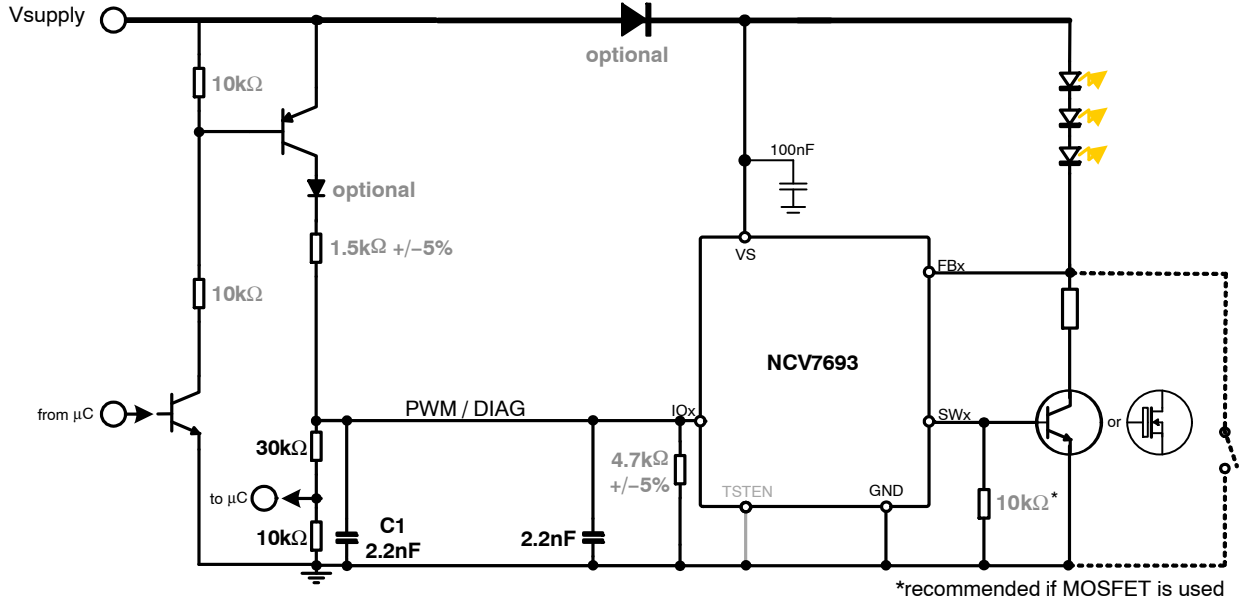 Vsupply
optional
10kΩ
100nF
optional
1.5kΩ +/−5%
VS
FBx
10kΩ
NCV7693
from µC
PWM / DIAG
IOx
SWx
or
30kΩ
4.7kΩ
+/−5%
to µC
TSTEN
GND
10kΩ*
10kΩ
C1
2.2nF
2.2nF
*recommended if MOSFET is used